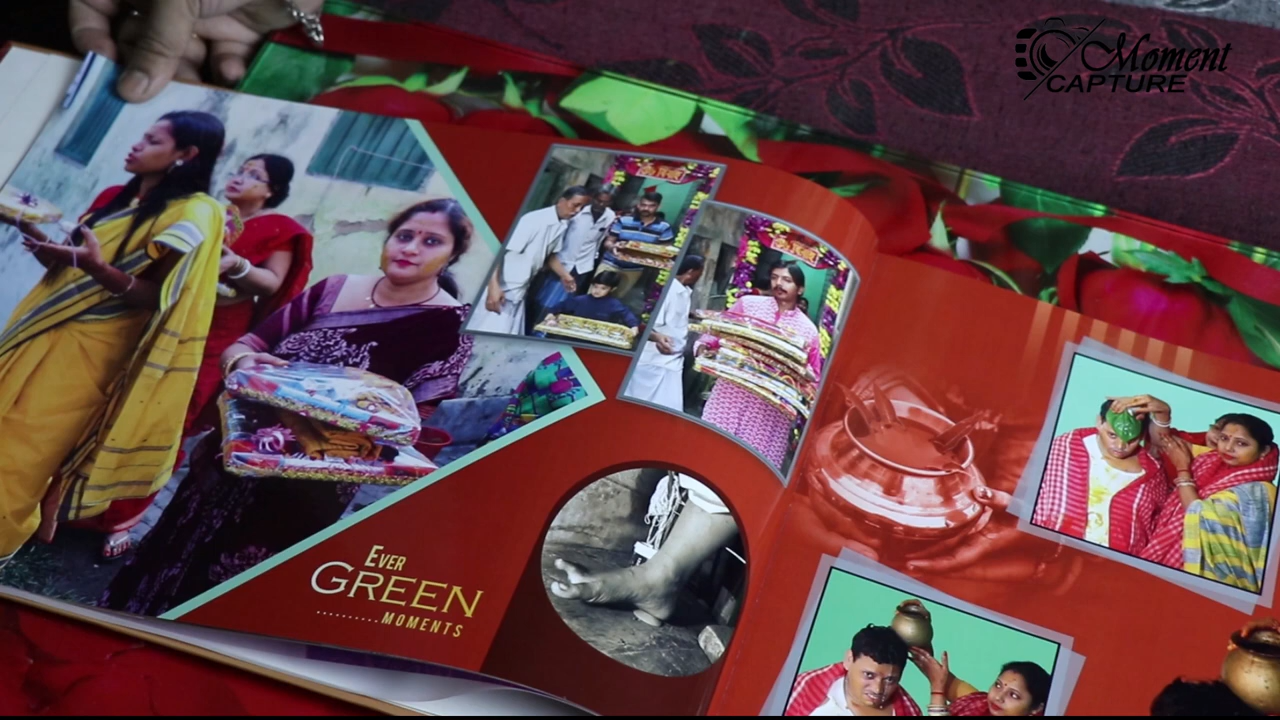 Moment
CAPTURE
EVER
GREEN
..........MOMENTS